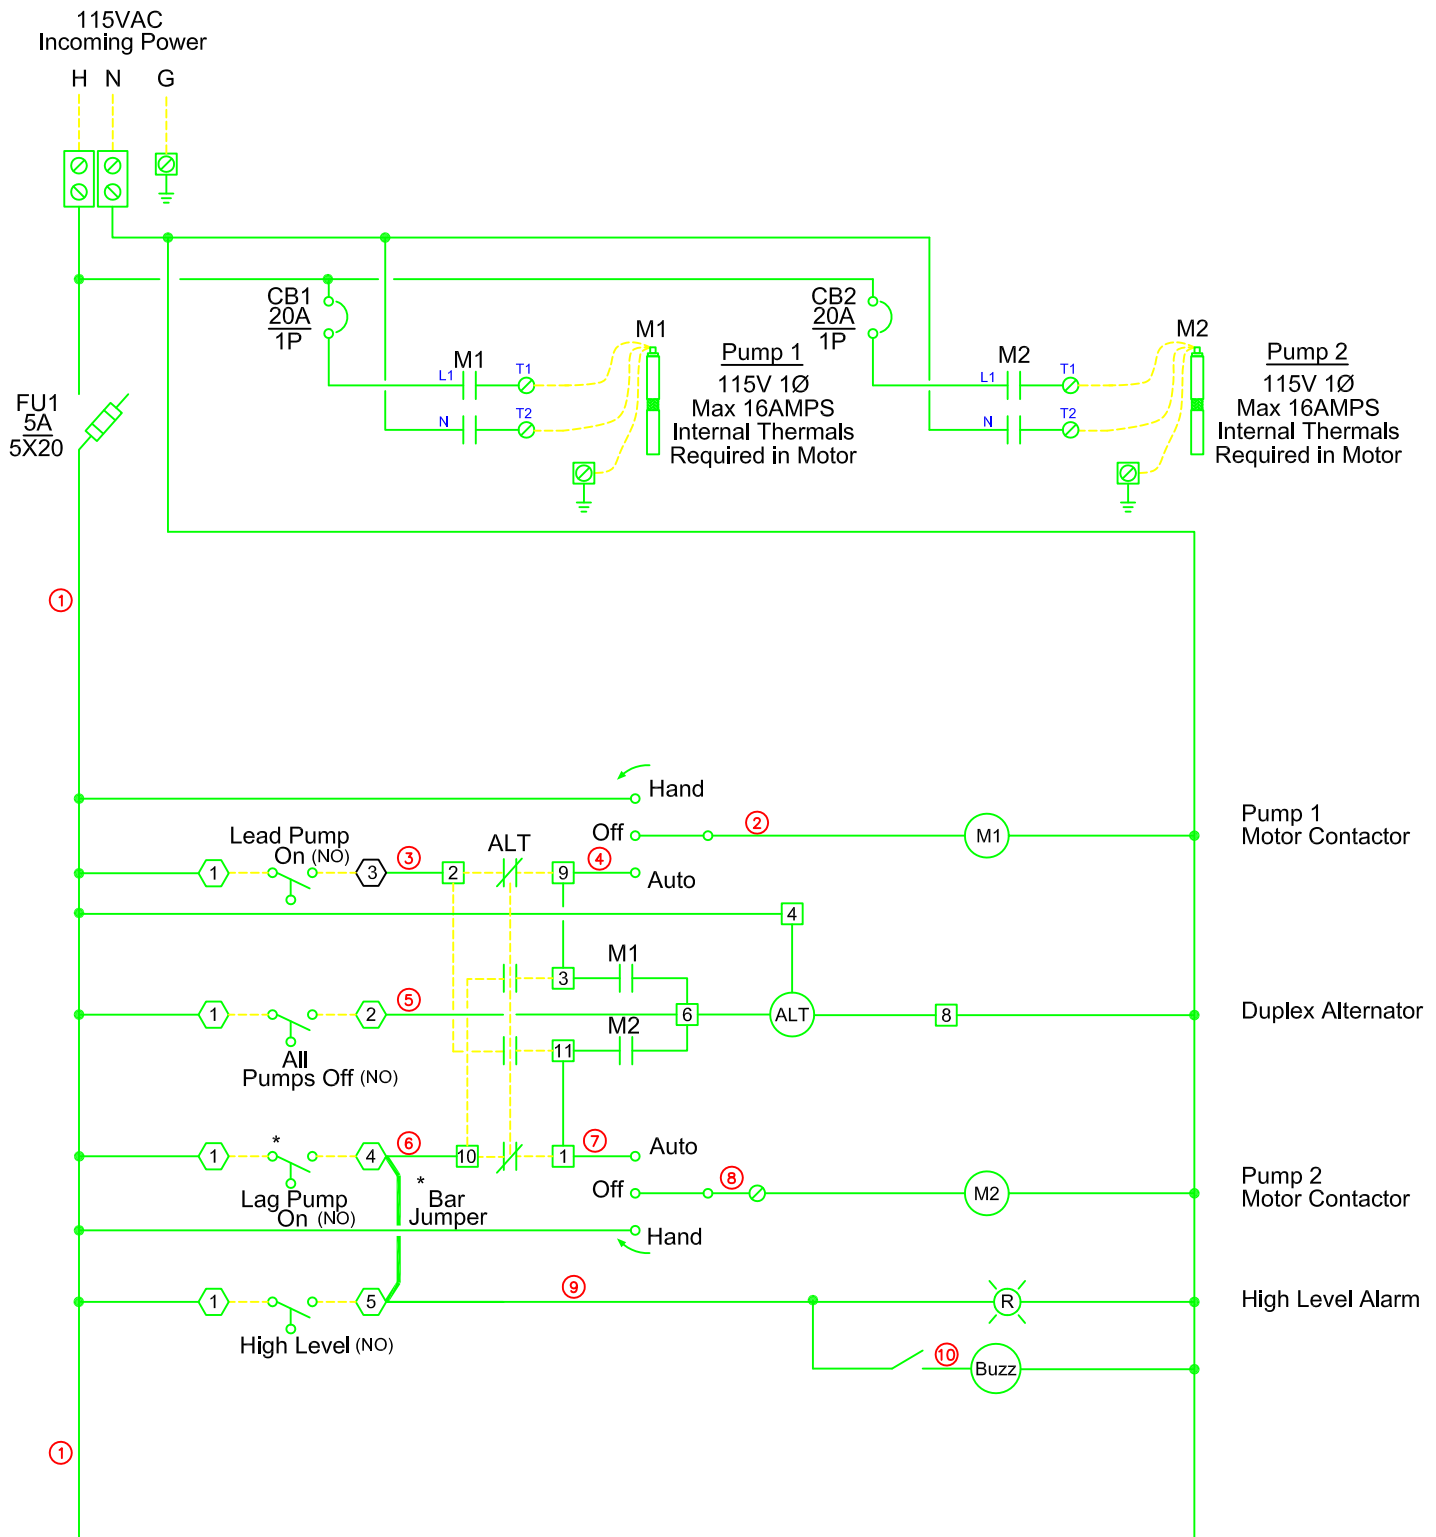 115VAC
Incoming Power
H N G
CB1
20A
1P
M1
L1
T1
N
T2
M1
Pump 1
115V 1Ø
Max 16AMPS
Internal Thermals
Required in Motor
CB2
20A
1P
M2
L1
T1
N
T2
M2
Pump 2
115V 1Ø
Max 16AMPS
Internal Thermals
Required in Motor
FU1
5A
5X20
1
Hand
Off
2
M1
Pump 1
Motor Contactor
Lead Pump
On (NO)
1
3
3
2
ALT
9
4
Auto
4
M1
3
1
2
5
6
ALT
8
Duplex Alternator
All
Pumps Off (NO)
M2
11
*
1
4
6
10
1
7
Auto
Lag Pump
On (NO)
*
Bar
Jumper
Off
8
M2
Pump 2
Motor Contactor
Hand
1
5
9
R
High Level Alarm
High Level (NO)
10
Buzz
1